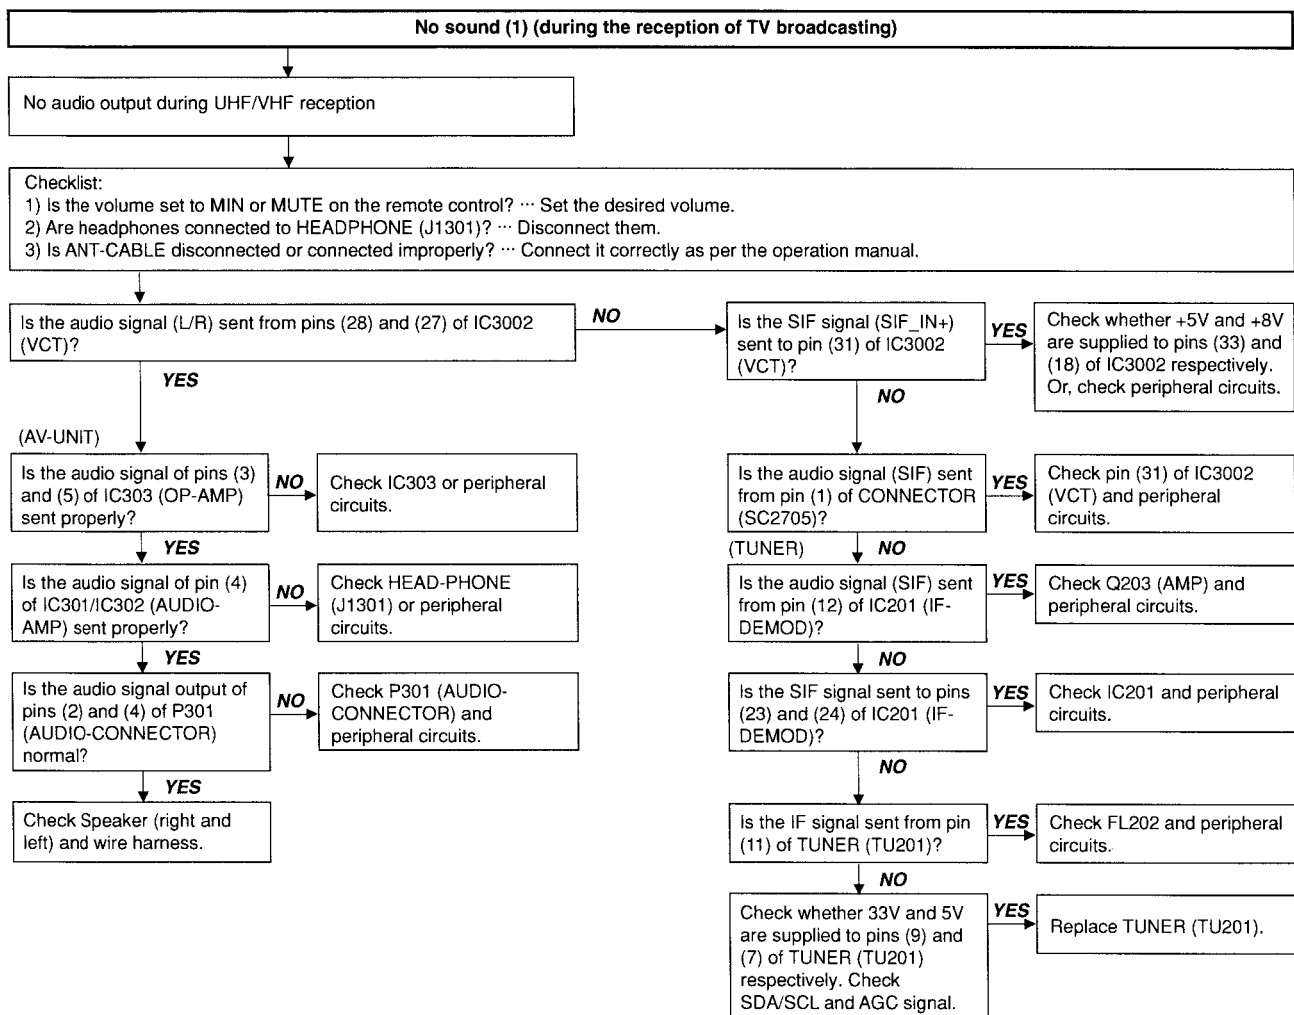 No sound (1) (during the reception of TV broadcasting)
No audio output during UHF/VHF reception
Checklist:
1) Is the volume set to MIN or MUTE on the remote control? ··· Set the desired volume.
2) Are headphones connected to HEADPHONE (J1301)? ··· Disconnect them.
3) Is ANT-CABLE disconnected or connected improperly? ··· Connect it correctly as per the operation manual.
Is the audio signal (L/R) sent from pins (28) and (27) of IC3002
(VCT)?
NO
YES
(AV-UNIT)
Is the audio signal of pins (3)
and (5) of IC303 (OP-AMP)
sent properly?
NO
Check IC303 or peripheral
circuits.
YES
Is the audio signal of pin (4)
of IC301/IC302 (AUDIO-
AMP) sent properly?
NO
Check HEAD-PHONE
(J1301) or peripheral
circuits.
YES
Is the audio signal output of
pins (2) and (4) of P301
(AUDIO-CONNECTOR)
normal?
NO
Check P301 (AUDIO-
CONNECTOR) and
peripheral circuits.
YES
Check Speaker (right and
left) and wire harness.
Is the SIF signal (SIF_IN+)
sent to pin (31) of IC3002
(VCT)?
YES
Check whether +5V and +8V
are supplied to pins (33) and
(18) of IC3002 respectively.
Or, check peripheral circuits.
NO
Is the audio signal (SIF) sent
from pin (1) of CONNECTOR
(SC2705)?
YES
Check pin (31) of IC3002
(VCT) and peripheral
circuits.
(TUNER)
NO
Is the audio signal (SIF) sent
from pin (12) of IC201 (IF-
DEMOD)?
YES
Check Q203 (AMP) and
peripheral circuits.
NO
Is the SIF signal sent to pins
(23) and (24) of IC201 (IF-
DEMOD)?
YES
Check IC201 and peripheral
circuits.
NO
Is the IF signal sent from pin
(11) of TUNER (TU201)?
YES
Check FL202 and peripheral
circuits.
NO
Check whether 33V and 5V
are supplied to pins (9) and
(7) of TUNER (TU201)
respectively. Check
SDA/SCL and AGC signal.
YES
Replace TUNER (TU201).